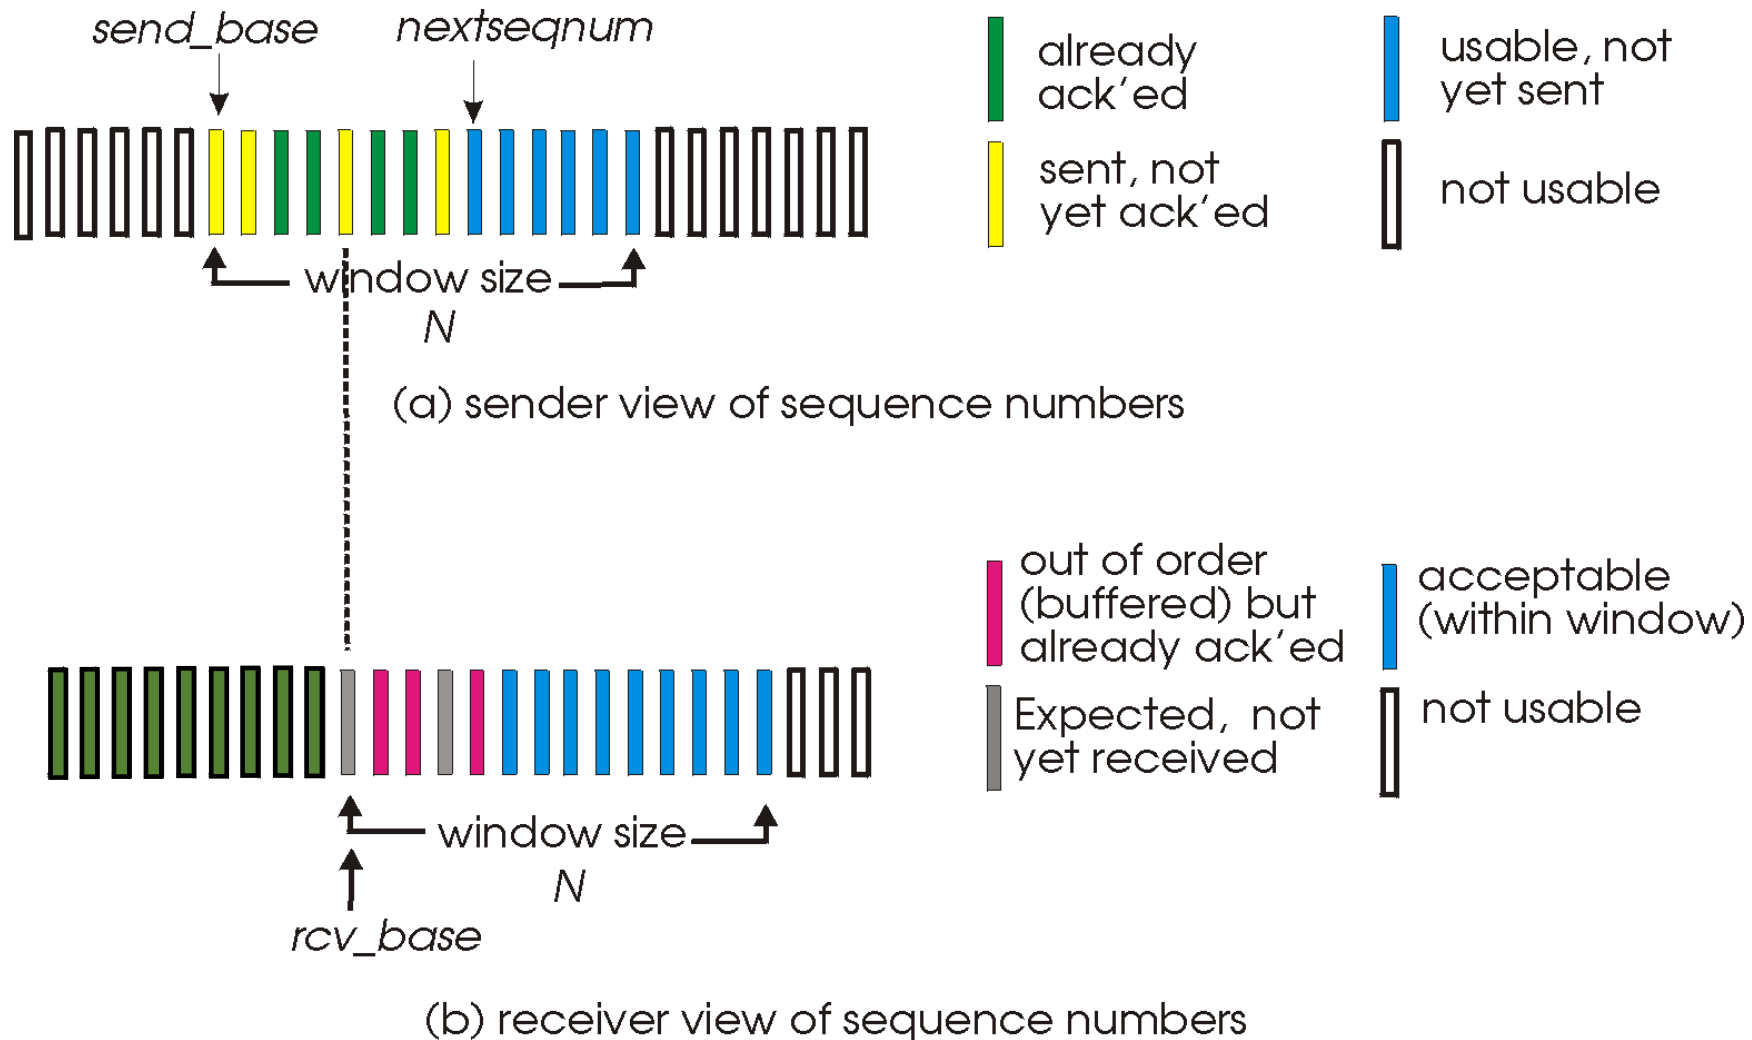 send_base
nextseqnum
already
ack'ed
usable, not
yet sent
sent, not
yet ack'ed
not usable
window size
N
(a) sender view of sequence numbers
out of order
(buffered) but
already ack'ed
acceptable
(within window)
Expected, not
yet received
not usable
window size
N
rcv_base
(b) receiver view of sequence numbers